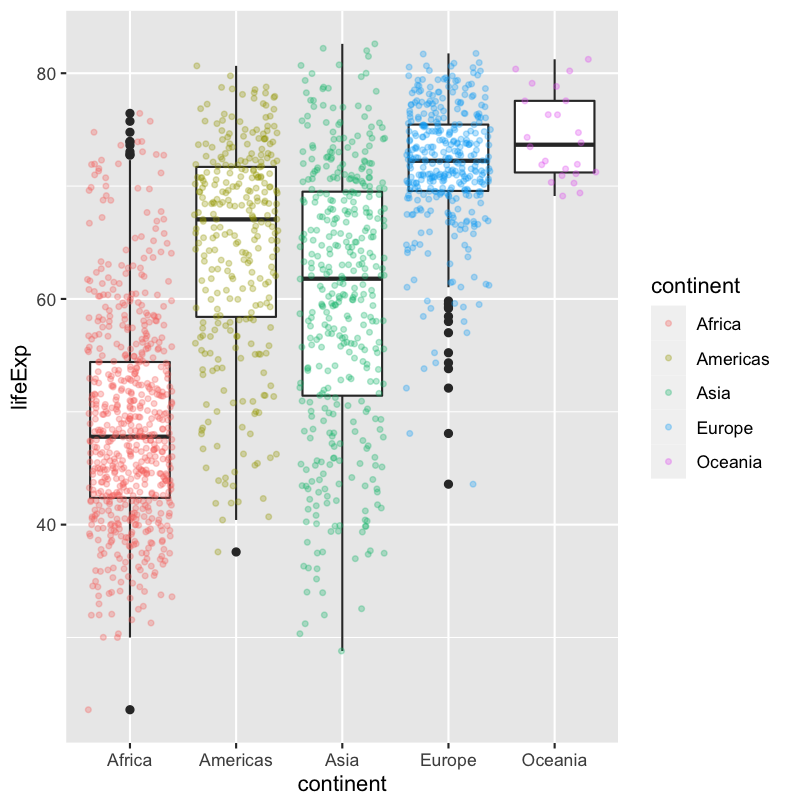 lifeExp
80
60
40
Africa
Americas
Asia
Europe
Oceania
continent
continent
Africa
Americas
Asia
Europe
Oceania